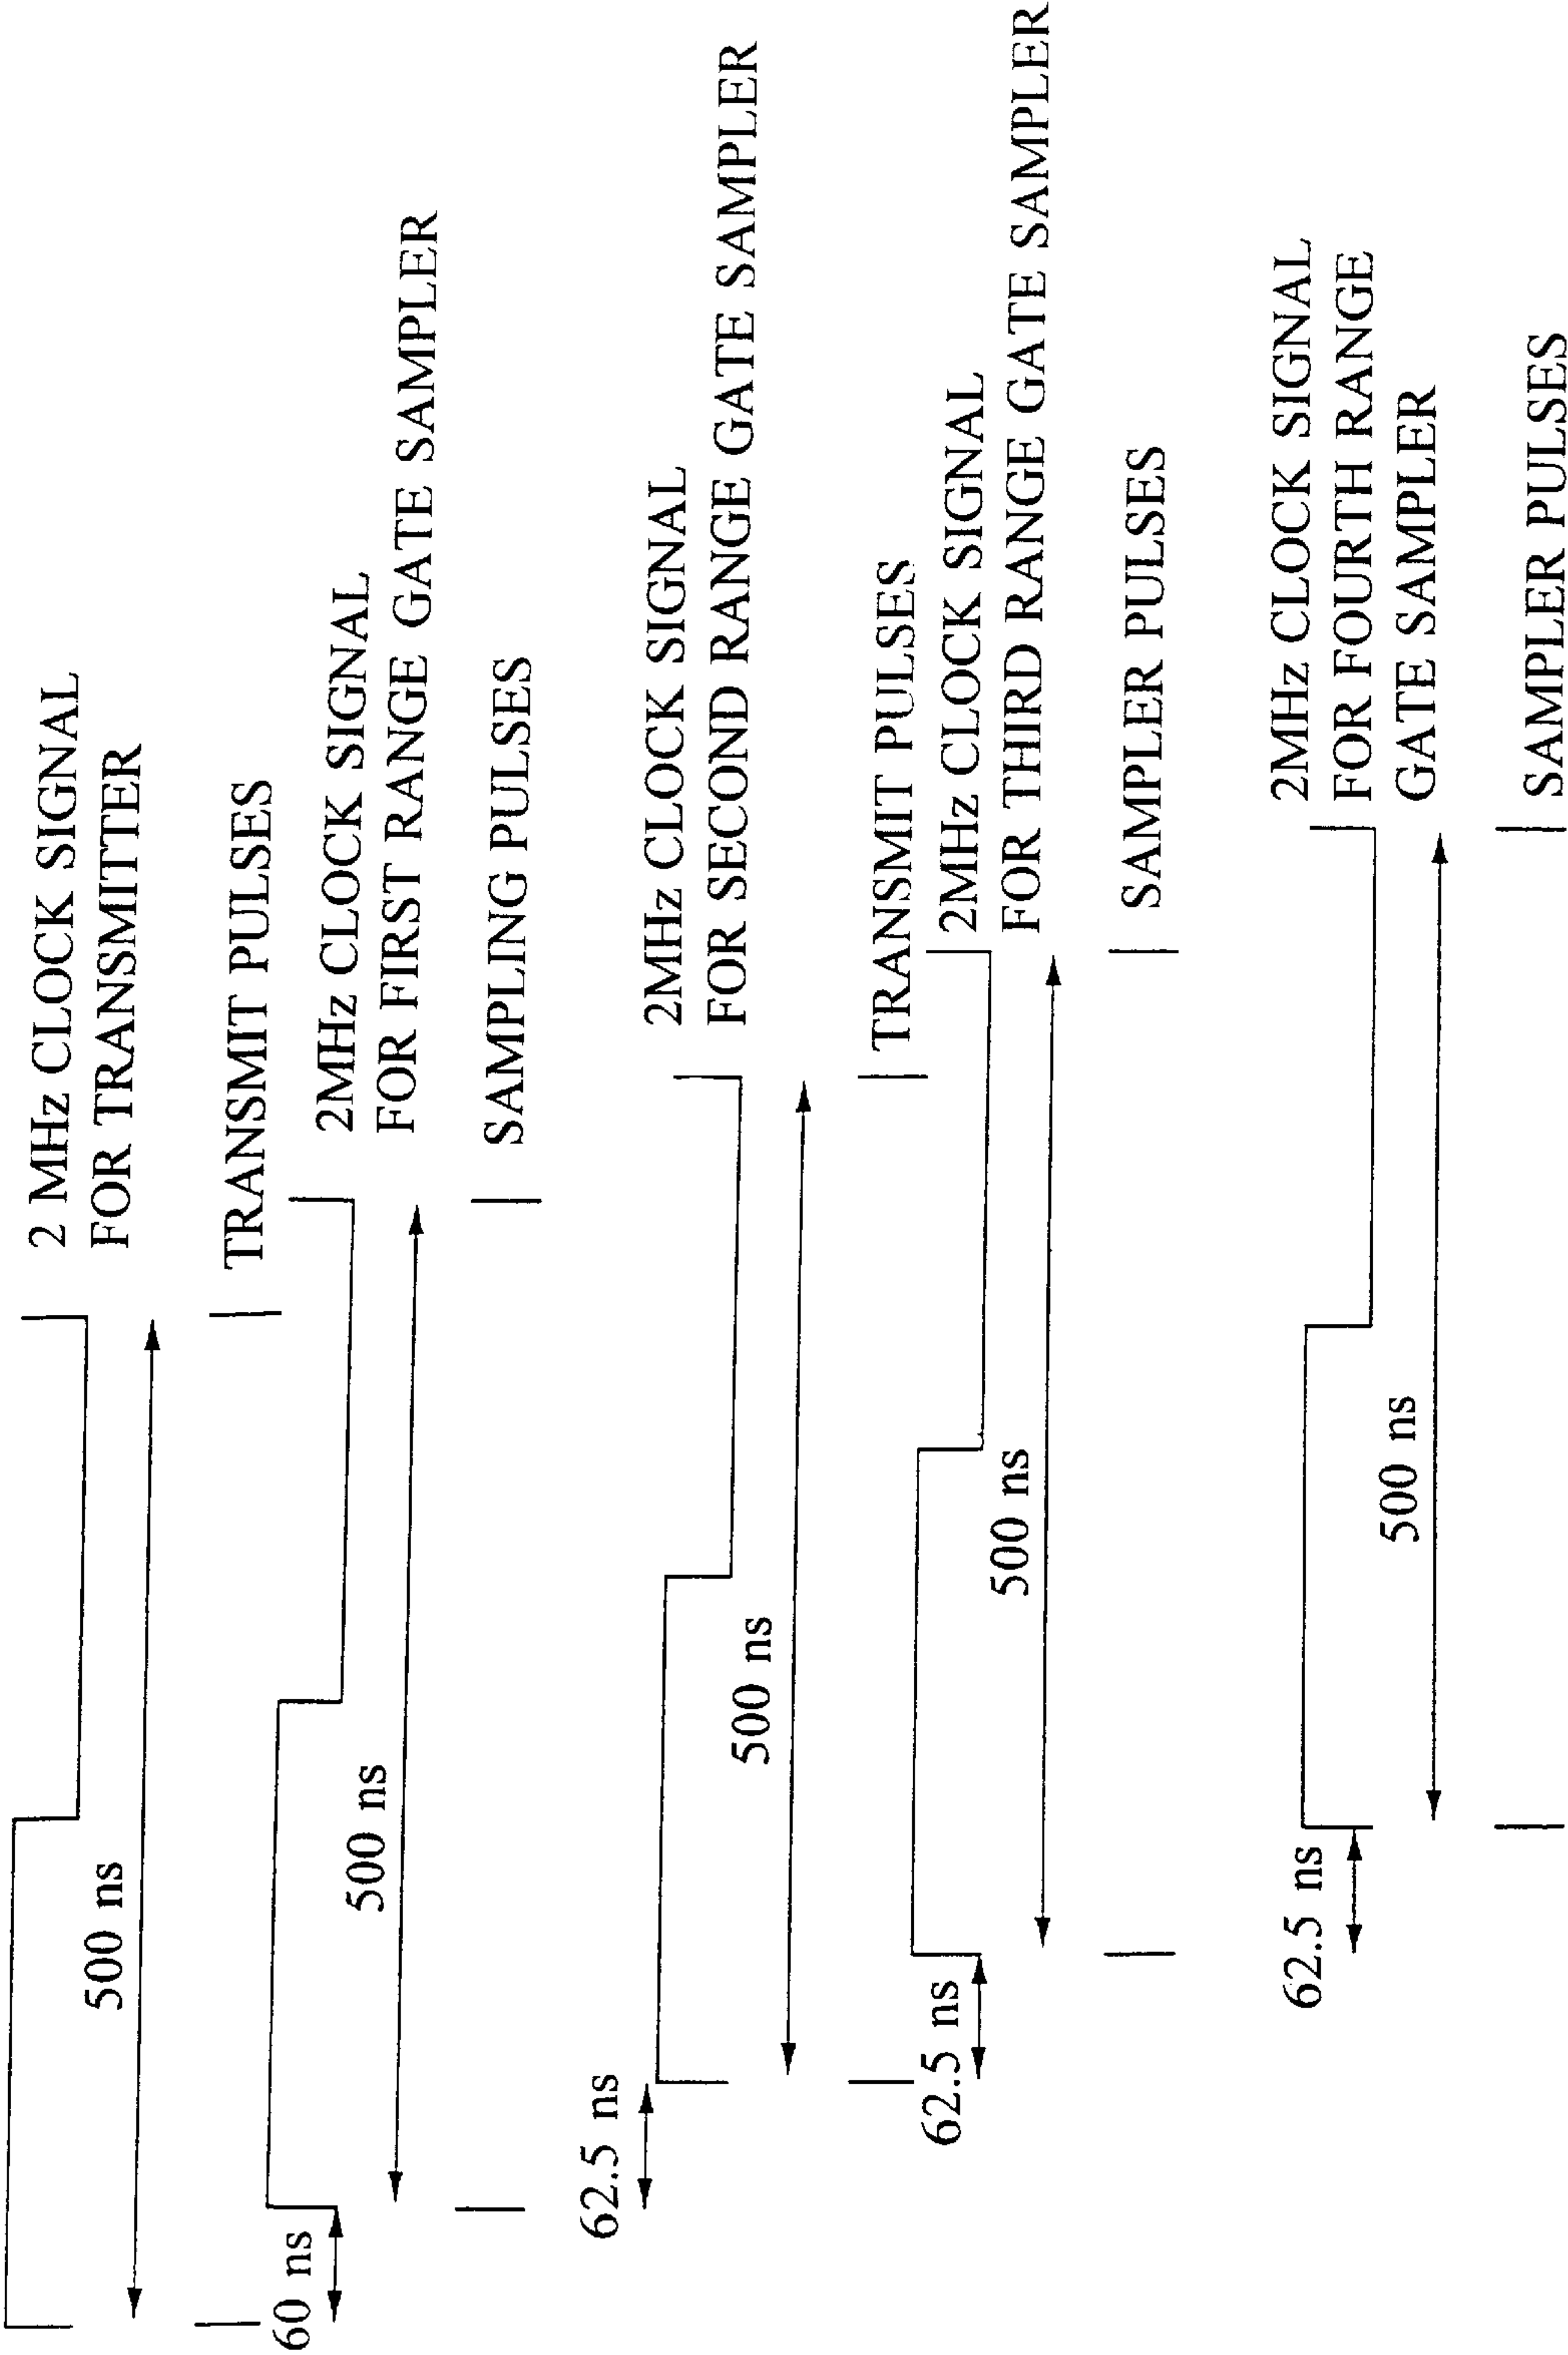 2 MHz CLOCK SIGNAL
FOR TRANSMITTER
500 ns
TRANSMIT PULSES
60 ns
2MHz CLOCK SIGNAL
FOR FIRST RANGE GATE SAMPLER
500 ns
SAMPLING PULSES
62.5 ns
2MHz CLOCK SIGNAL
FOR SECOND RANGE GATE SAMPLER
500 ns
TRANSMIT PULSES
62.5 ns
2MHz CLOCK SIGNAL
FOR THIRD RANGE GATE SAMPLER
500 ns
SAMPLER PULSES
62.5 ns
2MHz CLOCK SIGNAL
FOR FOURTH RANGE
GATE SAMPLER
500 ns
SAMPLER PULSES